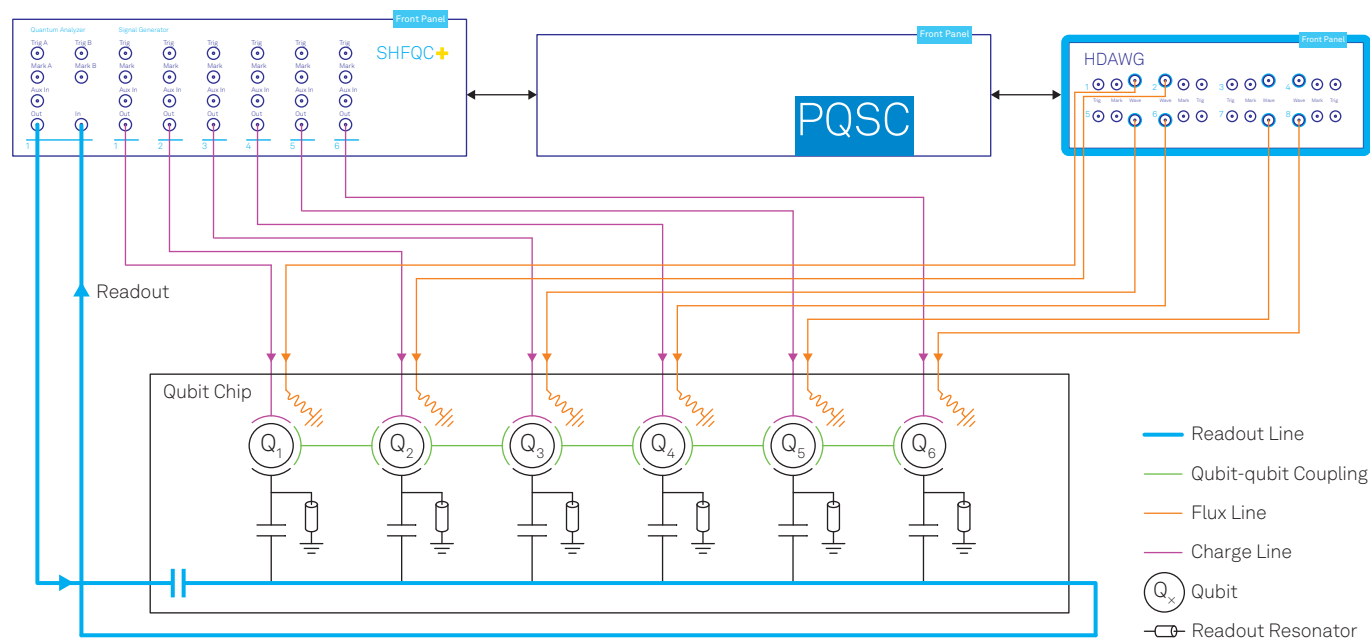 Front Panel
Quantum Analyzer Signal Generator
Trig A Trig B Trig Trig Trig Trig Trig Trig
SHFQC+
Mark A Mark B Mark Mark Mark Mark Mark Mark
Aux In Aux In Aux In Aux In Aux In Aux In Aux In
Out In Out Out Out Out Out Out
1 1 2 3 4 5 6
Front Panel
PQSC
Front Panel
HDAWG
1 2 3 4
Trig Mark Wave Wave Mark Trig Trig Mark Wave Wave Mark Trig
5 6 7 8
Readout
Qubit Chip
Q1 Q2 Q3 Q4 Q5 Q6
Readout Line
Qubit-qubit Coupling
Flux Line
Charge Line
Qx Qubit
Readout Resonator